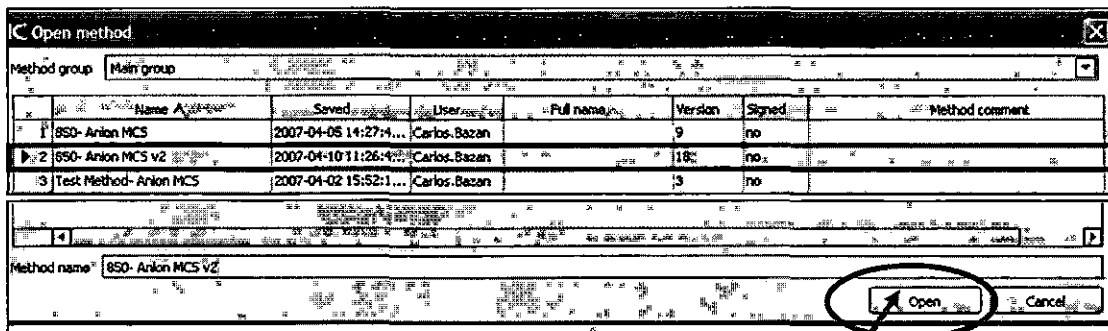 IC Open method
Method group Main group
Name Saved User Full name Version Signed Method comment
1 850- Anion MCS 2007-04-05 14:27:4... Carlos.Bazan 9 no
2 850- Anion MCS v2 2007-04-10 11:26:4... Carlos.Bazan 18 no
3 Test Method- Anion MCS 2007-04-02 15:52:1... Carlos.Bazan 3 no
Method name 850- Anion MCS v2
Open Cancel